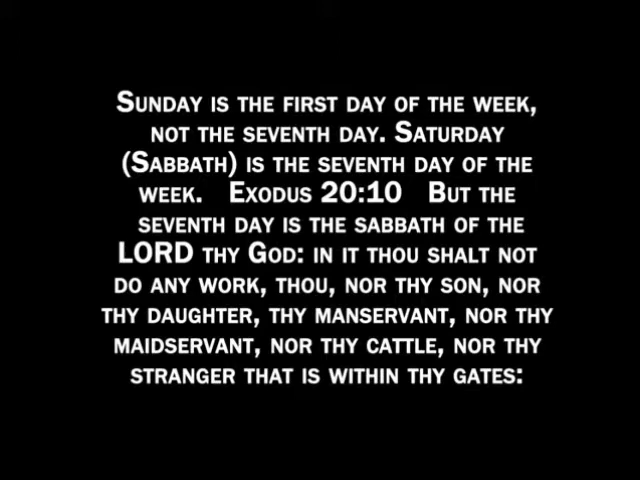 Sunday is the first day of the week,
not the seventh day. Saturday
(Sabbath) is the seventh day of the
week. Exodus 20:10 But the
seventh day is the sabbath of the
LORD thy God: in it thou shalt not
do any work, thou, nor thy son, nor
thy daughter, thy manservant, nor thy
maidservant, nor thy cattle, nor thy
stranger that is within thy gates: